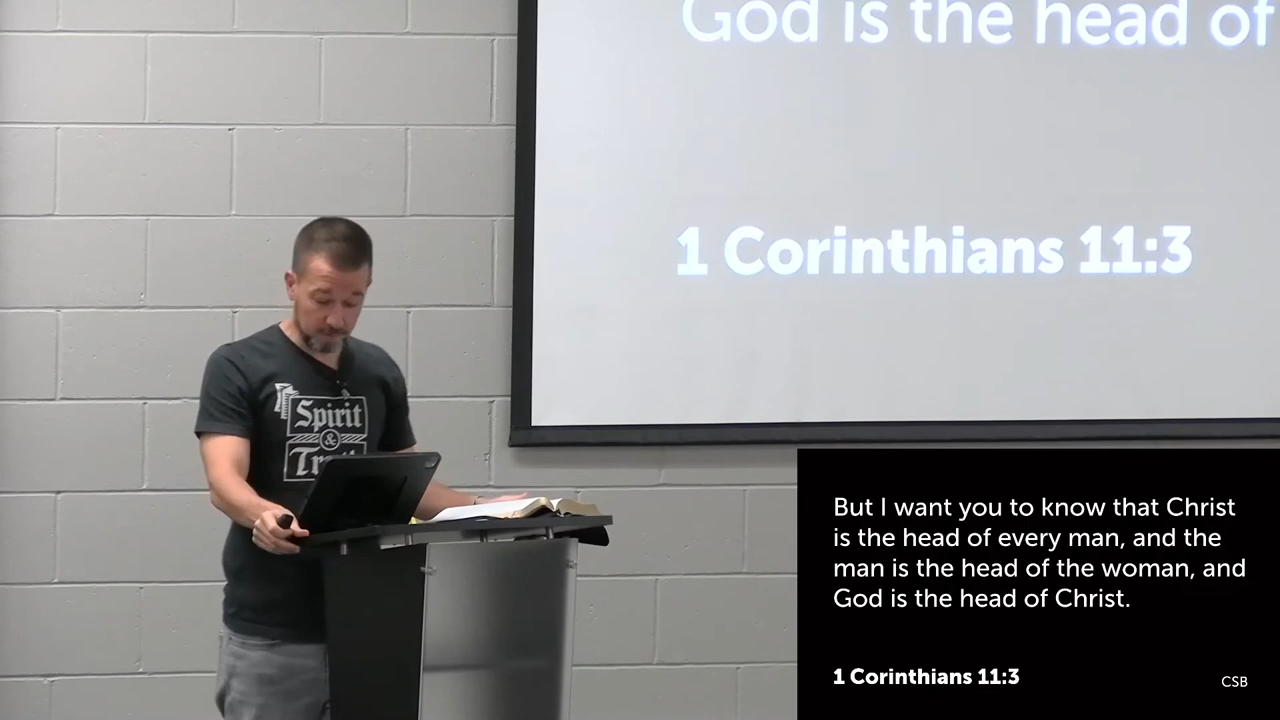 God is the head of
1 Corinthians 11:3
Spirit
&
But I want you to know that Christ
is the head of every man, and the
man is the head of the woman, and
God is the head of Christ.
1 Corinthians 11:3
CSB